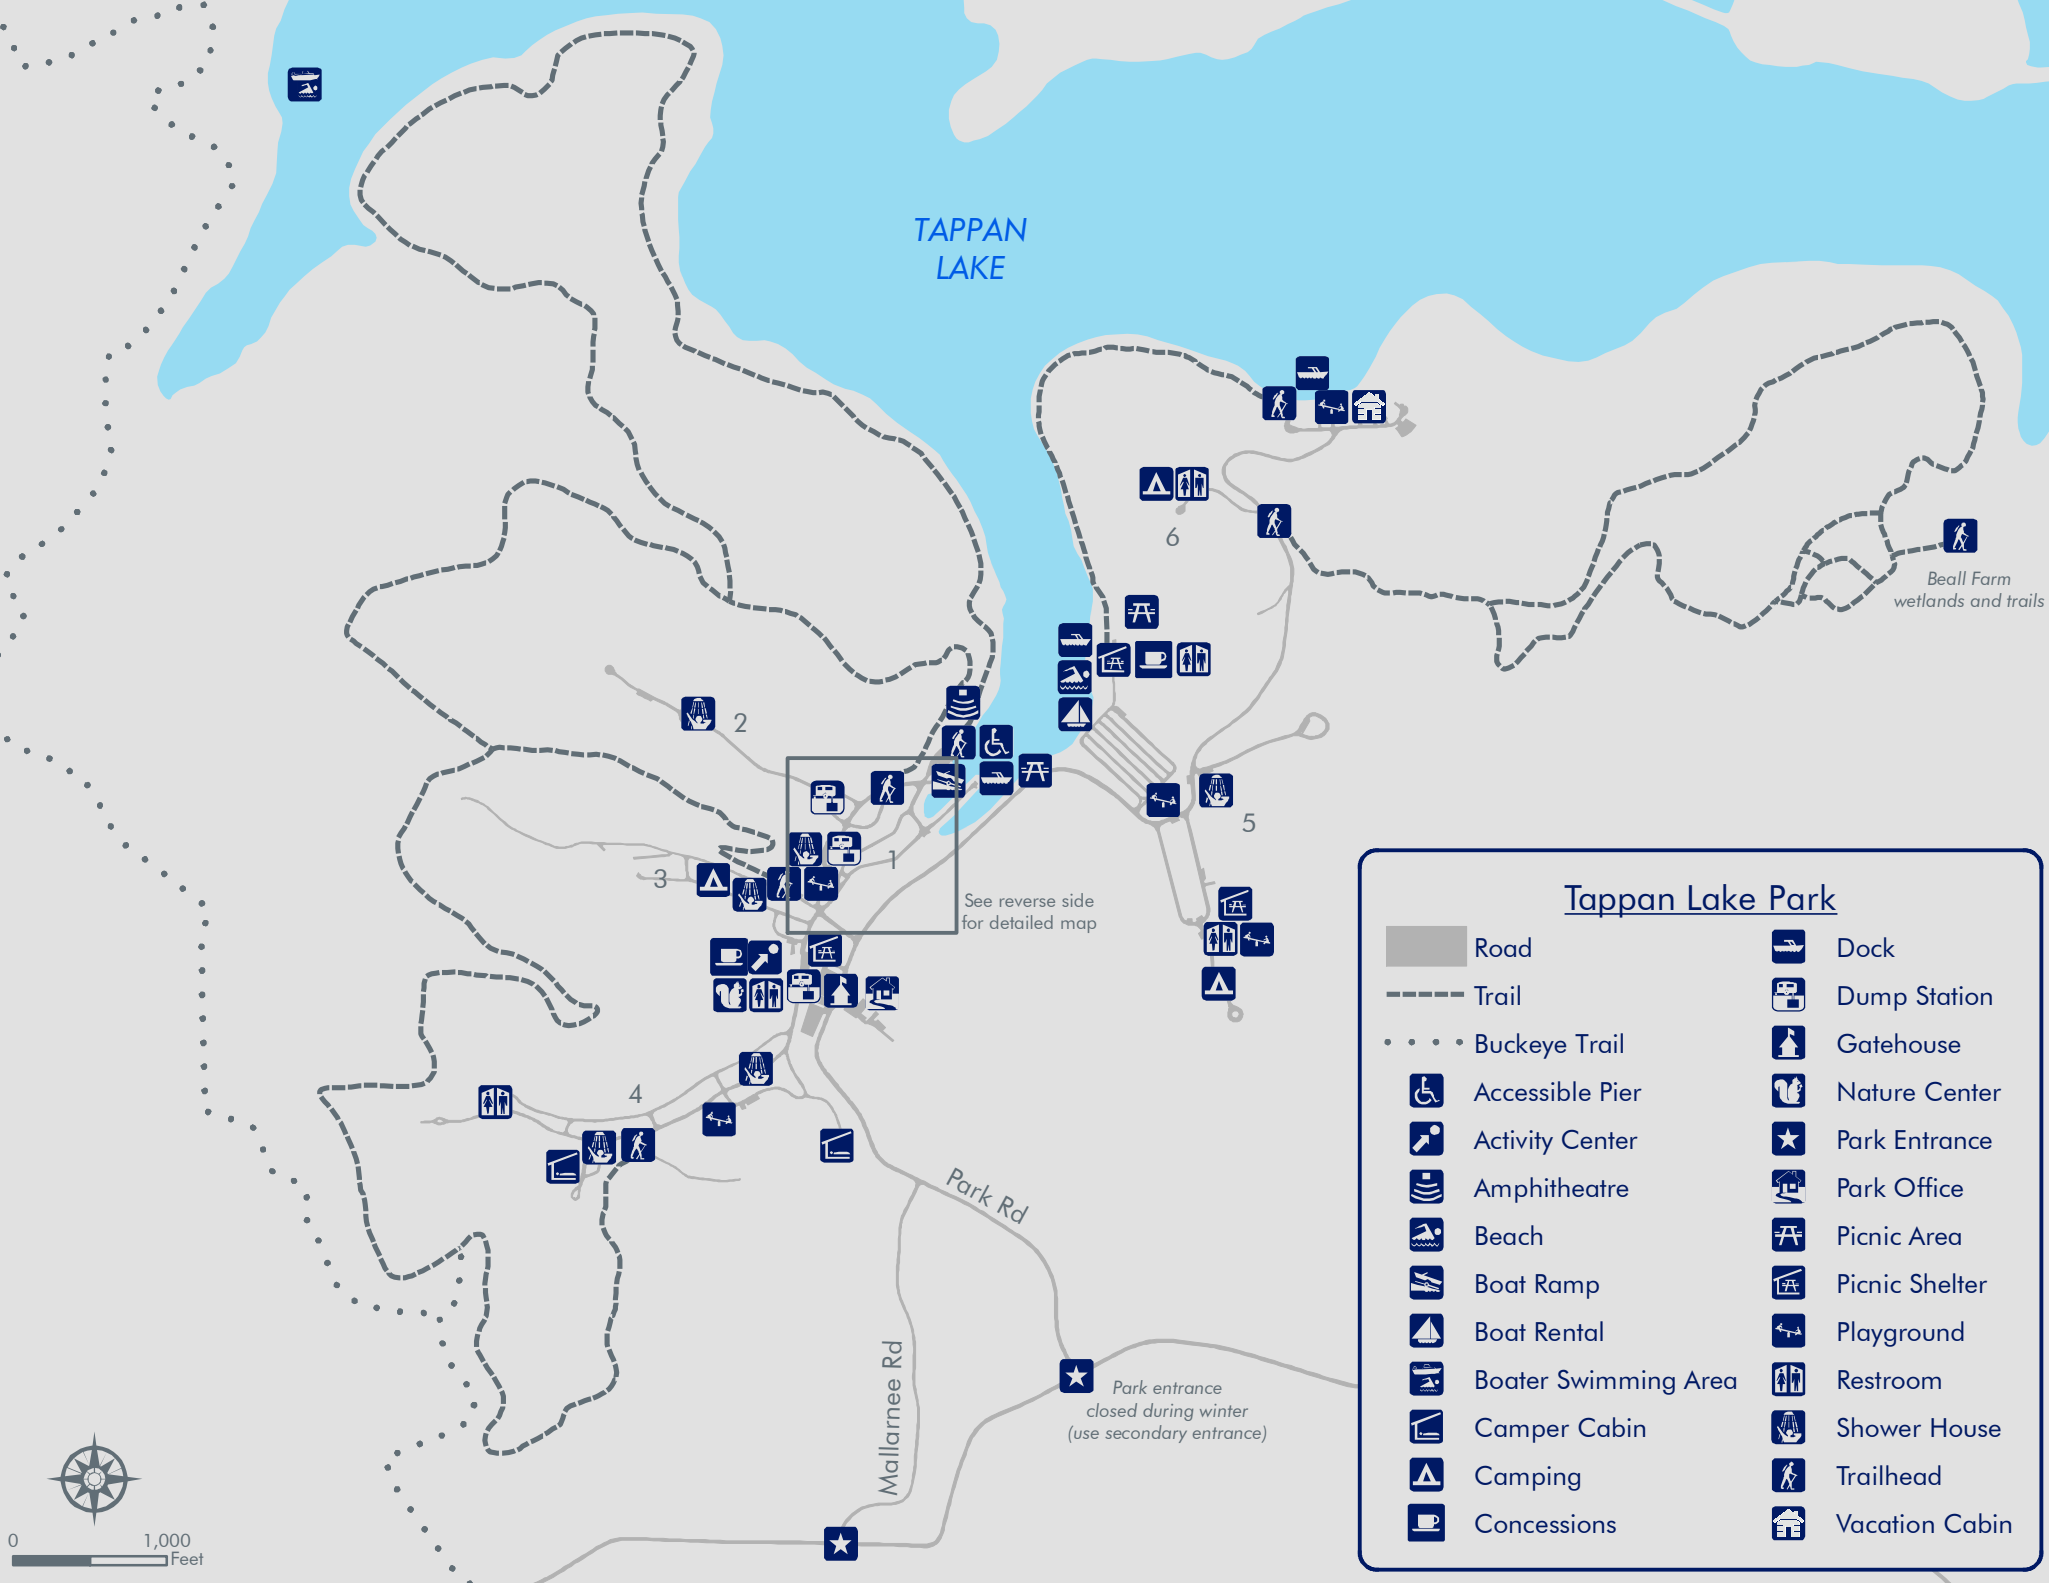 TAPPAN
LAKE
6
Beall Farm
wetlands and trails
2
5
1
3
See reverse side
for detailed map
4
Park Rd
Mallarnee Rd
Park entrance
closed during winter
(use secondary entrance)
0
1,000
Feet
Tappan Lake Park
Road
Trail
Buckeye Trail
Accessible Pier
Activity Center
Amphitheatre
Beach
Boat Ramp
Boat Rental
Boater Swimming Area
Camper Cabin
Camping
Concessions
Dock
Dump Station
Gatehouse
Nature Center
Park Entrance
Park Office
Picnic Area
Picnic Shelter
Playground
Restroom
Shower House
Trailhead
Vacation Cabin